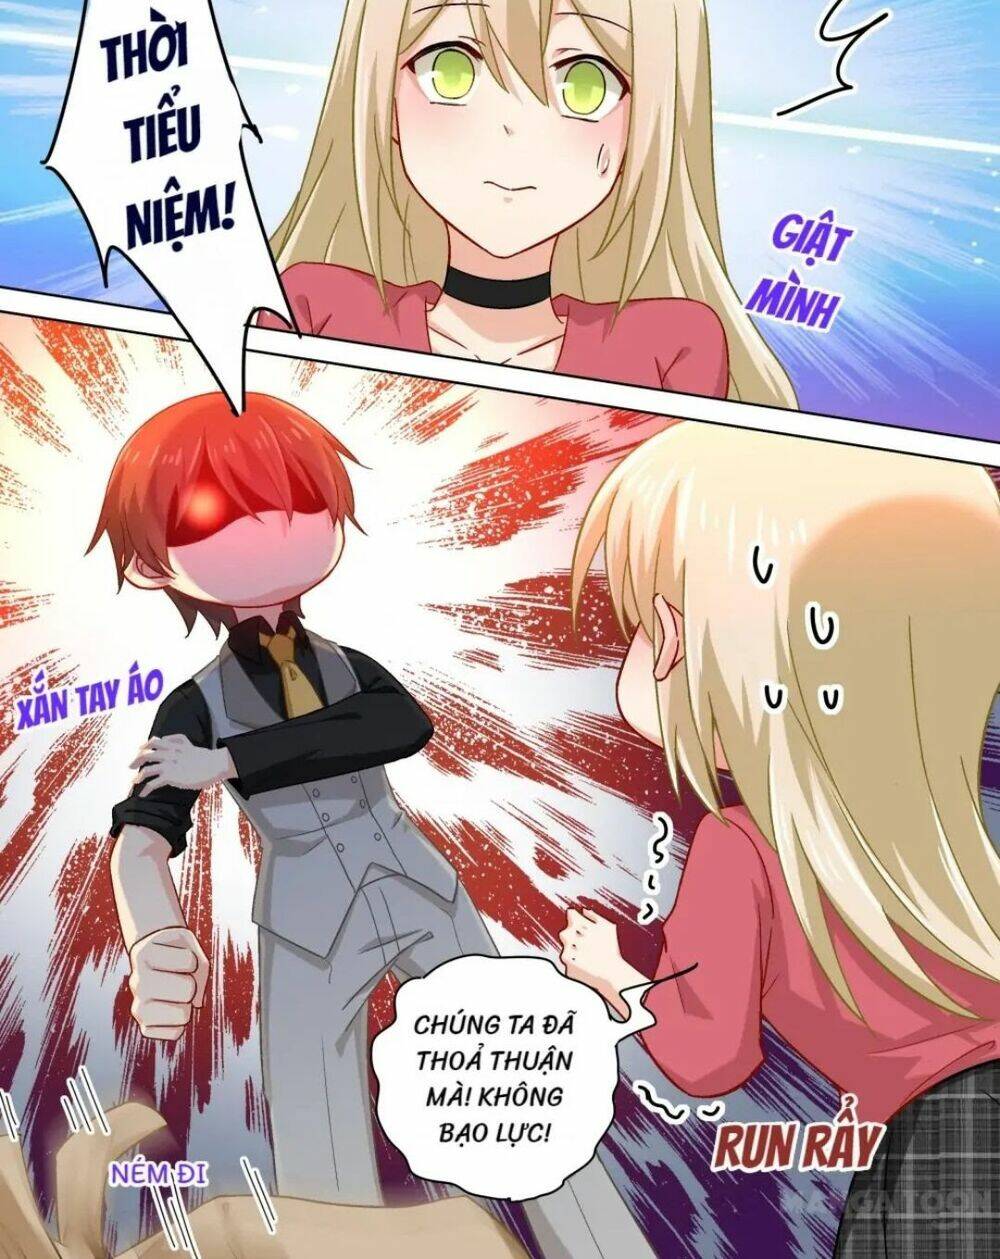 THỜI
TIỂU
NIỆM!
GIẬT
MÌNH
XẮN TAY ÁO
CHÚNG TA ĐÃ
THOẢ THUẬN
MÀ! KHÔNG
BẠO LỰC!
RUN RẨY
NÉM ĐI
MANGATOON